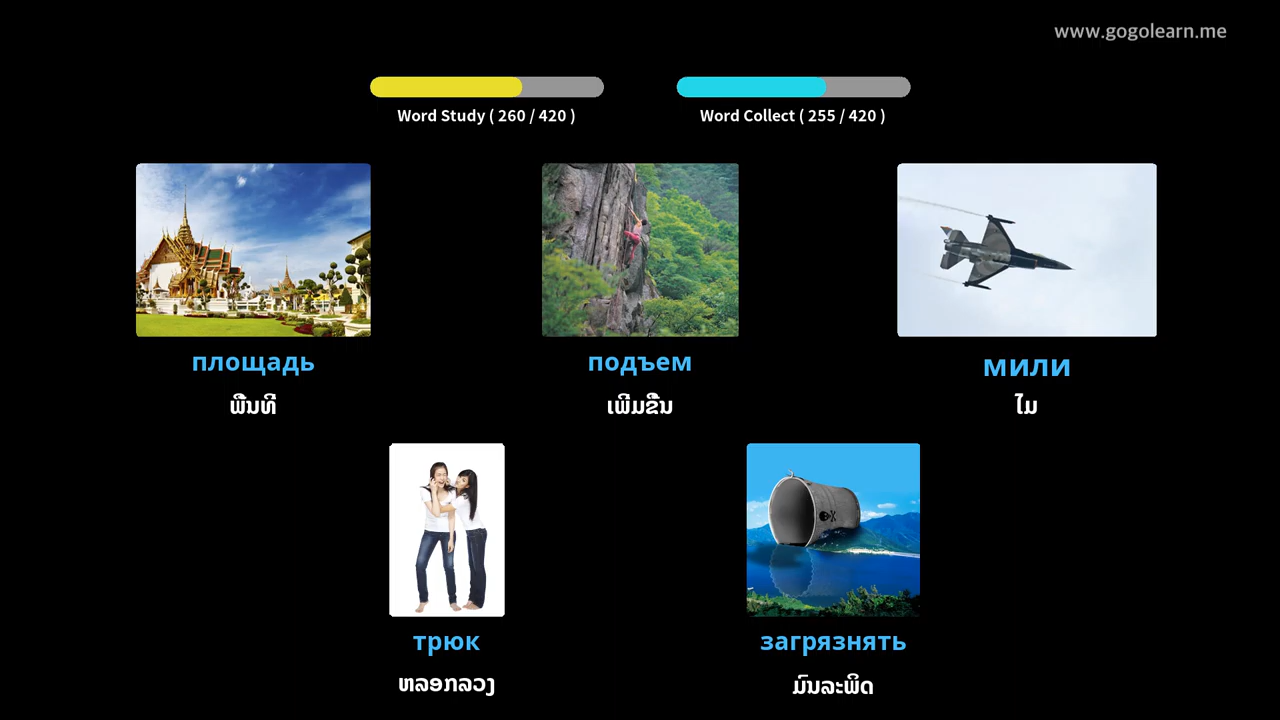 www.gogolearn.me
Word Study ( 260 / 420 )
Word Collect ( 255 / 420 )
площадь
подъем
мили
ພື້ນທີ່
ເພີ່ມຂຶ້ນ
ໄມ
трюк
загрязнять
ຫລອກລວງ
ມົນລະພິດ